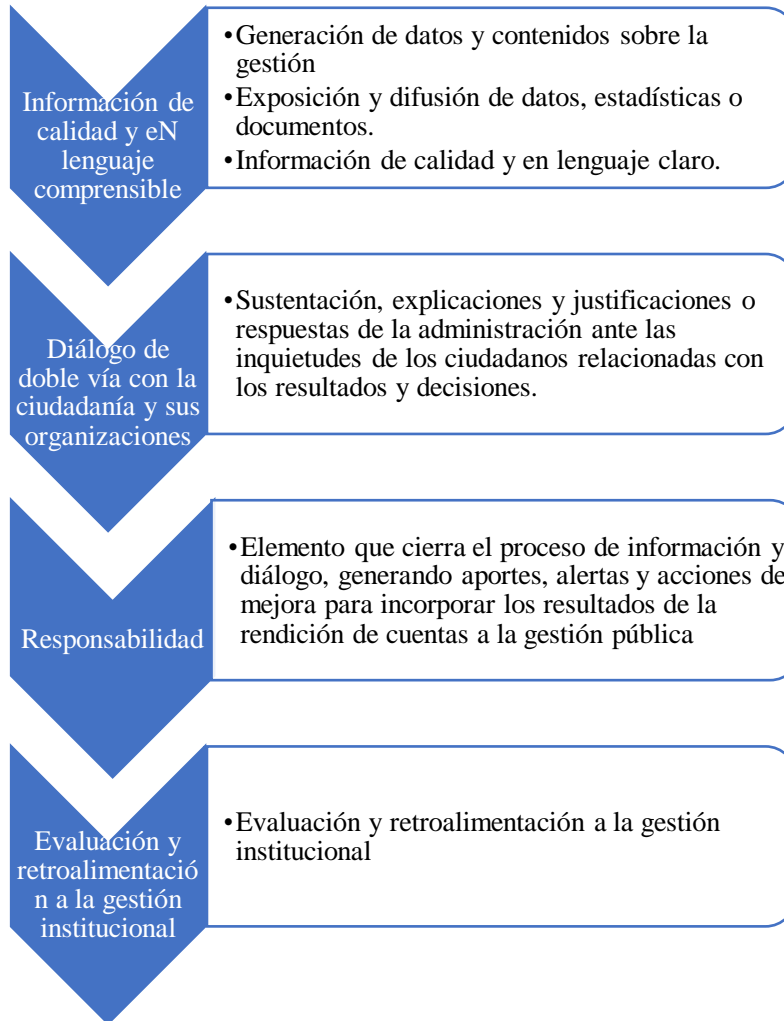 Información de
calidad y eN
lenguaje
comprensible
•Generación de datos y contenidos sobre la
gestión
•Exposición y difusión de datos, estadísticas o
documentos.
•Información de calidad y en lenguaje claro.
Diálogo de
doble vía con la
ciudadanía y sus
organizaciones
•Sustentación, explicaciones y justificaciones o
respuestas de la administración ante las
inquietudes de los ciudadanos relacionadas con
los resultados y decisiones.
Responsabilidad
•Elemento que cierra el proceso de información y
diálogo, generando aportes, alertas y acciones de
mejora para incorporar los resultados de la
rendición de cuentas a la gestión pública
Evaluación y
retroalimentació
n a la gestión
institucional
•Evaluación y retroalimentación a la gestión
institucional